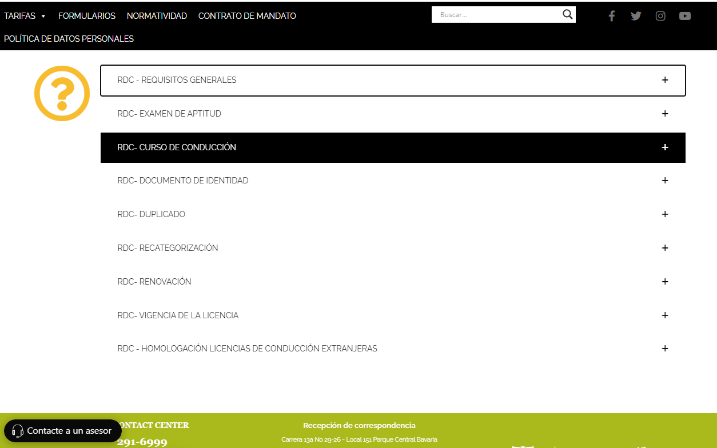 TARIFAS FORMULARIOS NORMATIVIDAD CONTRATO DE MANDATO
Buscar...
POLÍTICA DE DATOS PERSONALES
RDC - REQUISITOS GENERALES +
RDC- EXAMEN DE APTITUD +
RDC- CURSO DE CONDUCCIÓN +
RDC- DOCUMENTO DE IDENTIDAD +
RDC- DUPLICADO +
RDC- RECATEGORIZACIÓN +
RDC- RENOVACIÓN +
RDC- VIGENCIA DE LA LICENCIA +
RDC - HOMOLOGACIÓN LICENCIAS DE CONDUCCIÓN EXTRANJERAS +
Contacte a un asesor
CONTACT CENTER
291-6999
Recepción de correspondencia
Carrera 13a No 29-26 - Local 151 Parque Central Bavaria